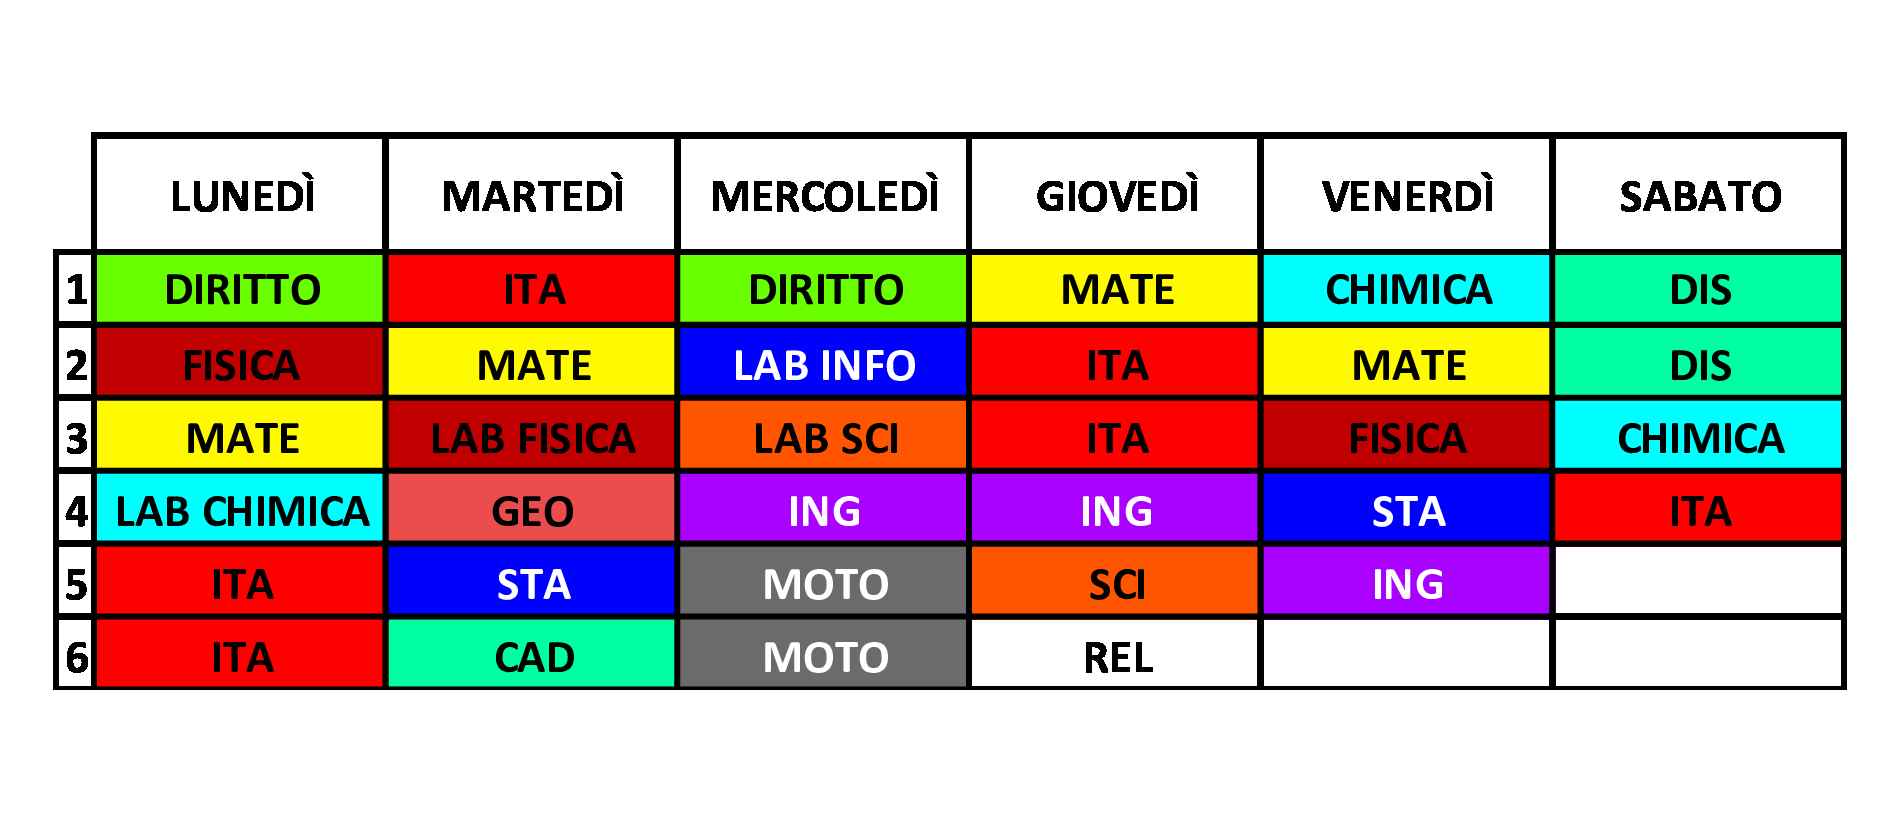 LUNEDÌ MARTEDÌ MERCOLEDÌ GIOVEDÌ VENERDÌ SABATO
1 DIRITTO ITA DIRITTO MATE CHIMICA DIS
2 FISICA MATE LAB INFO ITA MATE DIS
3 MATE LAB FISICA LAB SCI ITA FISICA CHIMICA
4 LAB CHIMICA GEO ING ING STA ITA
5 ITA STA MOTO SCI ING
6 ITA CAD MOTO REL